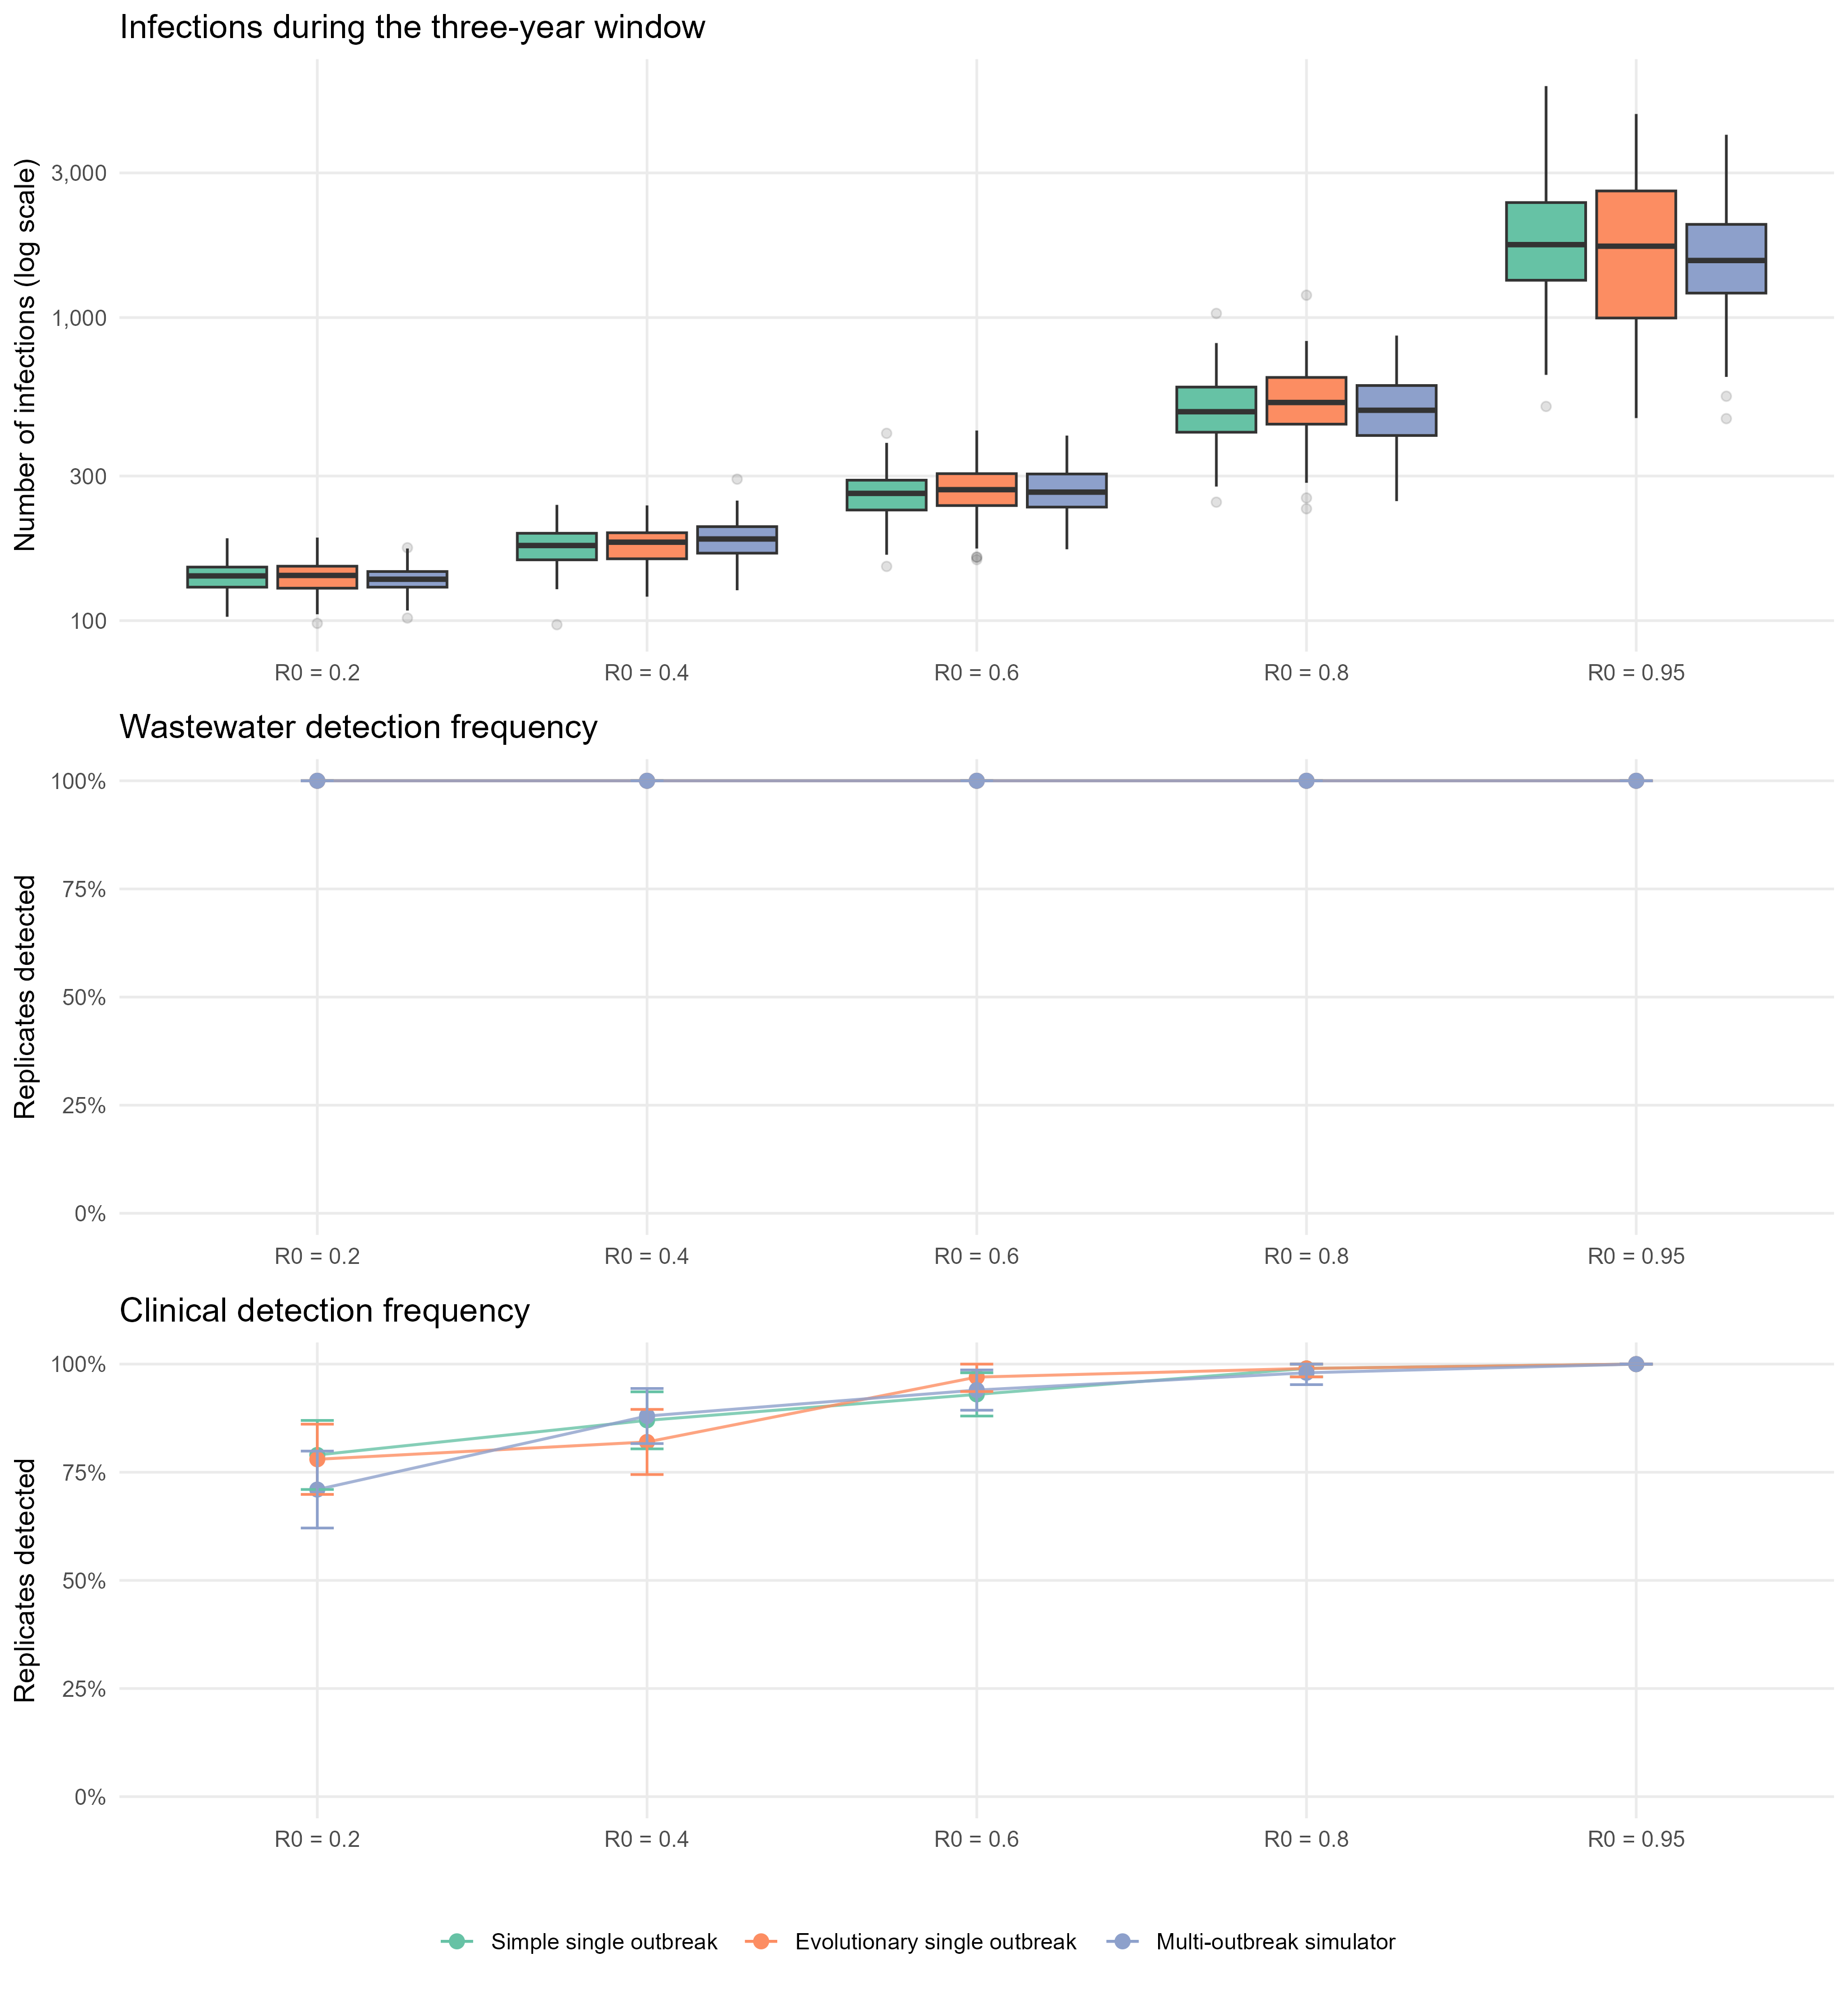 Infections during the three-year window
Number of infections (log scale)
3,000
1,000
300
100
R0 = 0.2 R0 = 0.4 R0 = 0.6 R0 = 0.8 R0 = 0.95
Wastewater detection frequency
Replicates detected
100%
75%
50%
25%
0%
R0 = 0.2 R0 = 0.4 R0 = 0.6 R0 = 0.8 R0 = 0.95
Clinical detection frequency
Replicates detected
100%
75%
50%
25%
0%
R0 = 0.2 R0 = 0.4 R0 = 0.6 R0 = 0.8 R0 = 0.95
Simple single outbreak Evolutionary single outbreak Multi-outbreak simulator